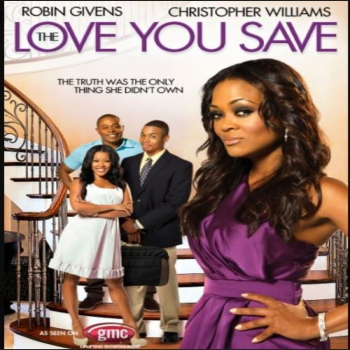 ROBIN GIVENS CHRISTOPHER WILLIAMS
THE LOVE YOU SAVE
THE TRUTH WAS THE ONLY
THING SHE DIDN'T OWN
AS SEEN ON gmc